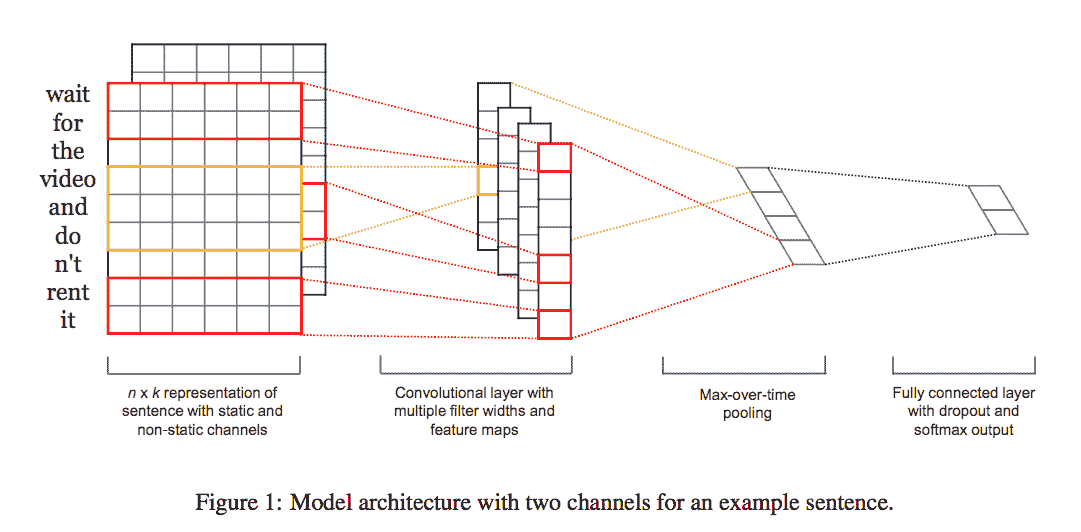 wait
for
the
video
and
do
n't
rent
it
n x k representation of
sentence with static and
non-static channels
Convolutional layer with
multiple filter widths and
feature maps
Max-over-time
pooling
Fully connected layer
with dropout and
softmax output
Figure 1: Model architecture with two channels for an example sentence.